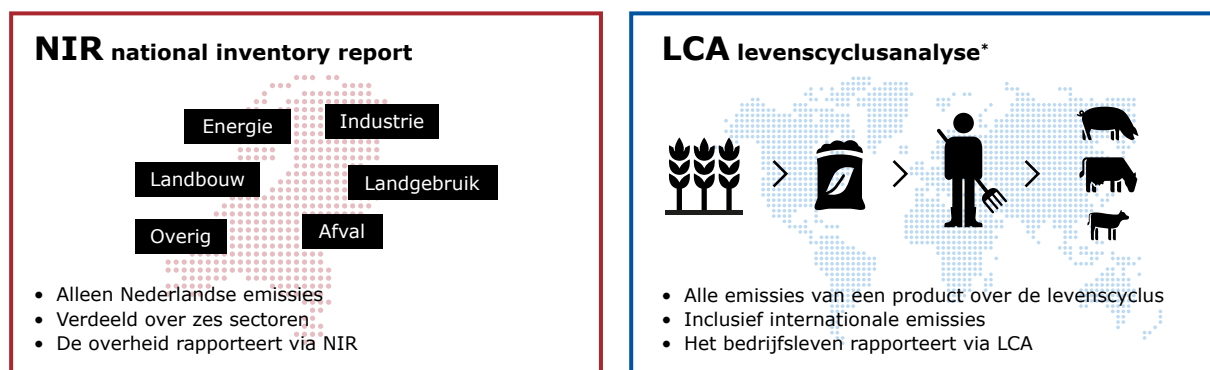 NIR national inventory report
Energie
Industrie
Landbouw
Landgebruik
Overig
Afval
• Alleen Nederlandse emissies
• Verdeeld over zes sectoren
• De overheid rapporteert via NIR
LCA levenscyclusanalyse*
• Alle emissies van een product over de levenscyclus
• Inclusief internationale emissies
• Het bedrijfsleven rapporteert via LCA